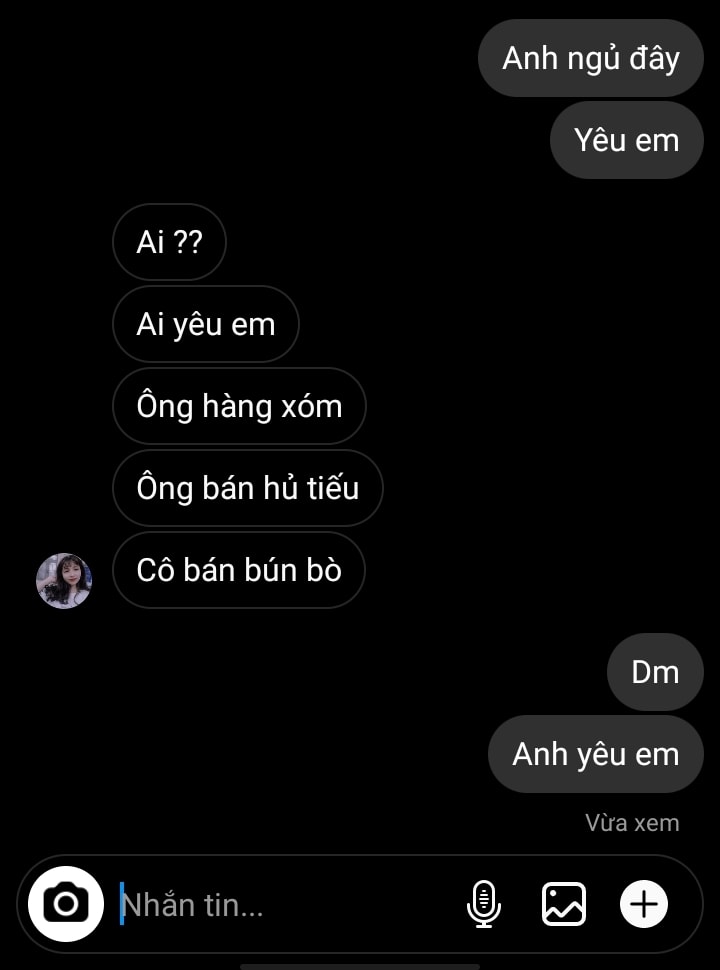 Anh ngủ đây
Yêu em
Ai ??
Ai yêu em
Ông hàng xóm
Ông bán hủ tiếu
Cô bán bún bò
Dm
Anh yêu em
Vừa xem
Nhắn tin...